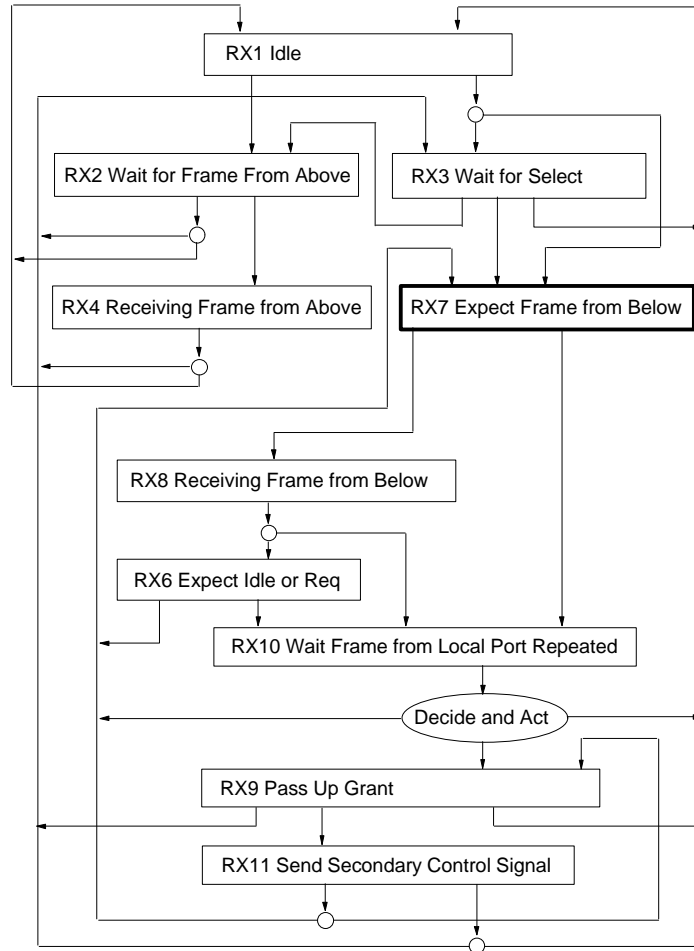 RX1 Idle
RX2 Wait for Frame From Above
RX3 Wait for Select
RX4 Receiving Frame from Above
RX7 Expect Frame from Below
RX8 Receiving Frame from Below
RX6 Expect Idle or Req
RX10 Wait Frame from Local Port Repeated
Decide and Act
RX9 Pass Up Grant
RX11 Send Secondary Control Signal